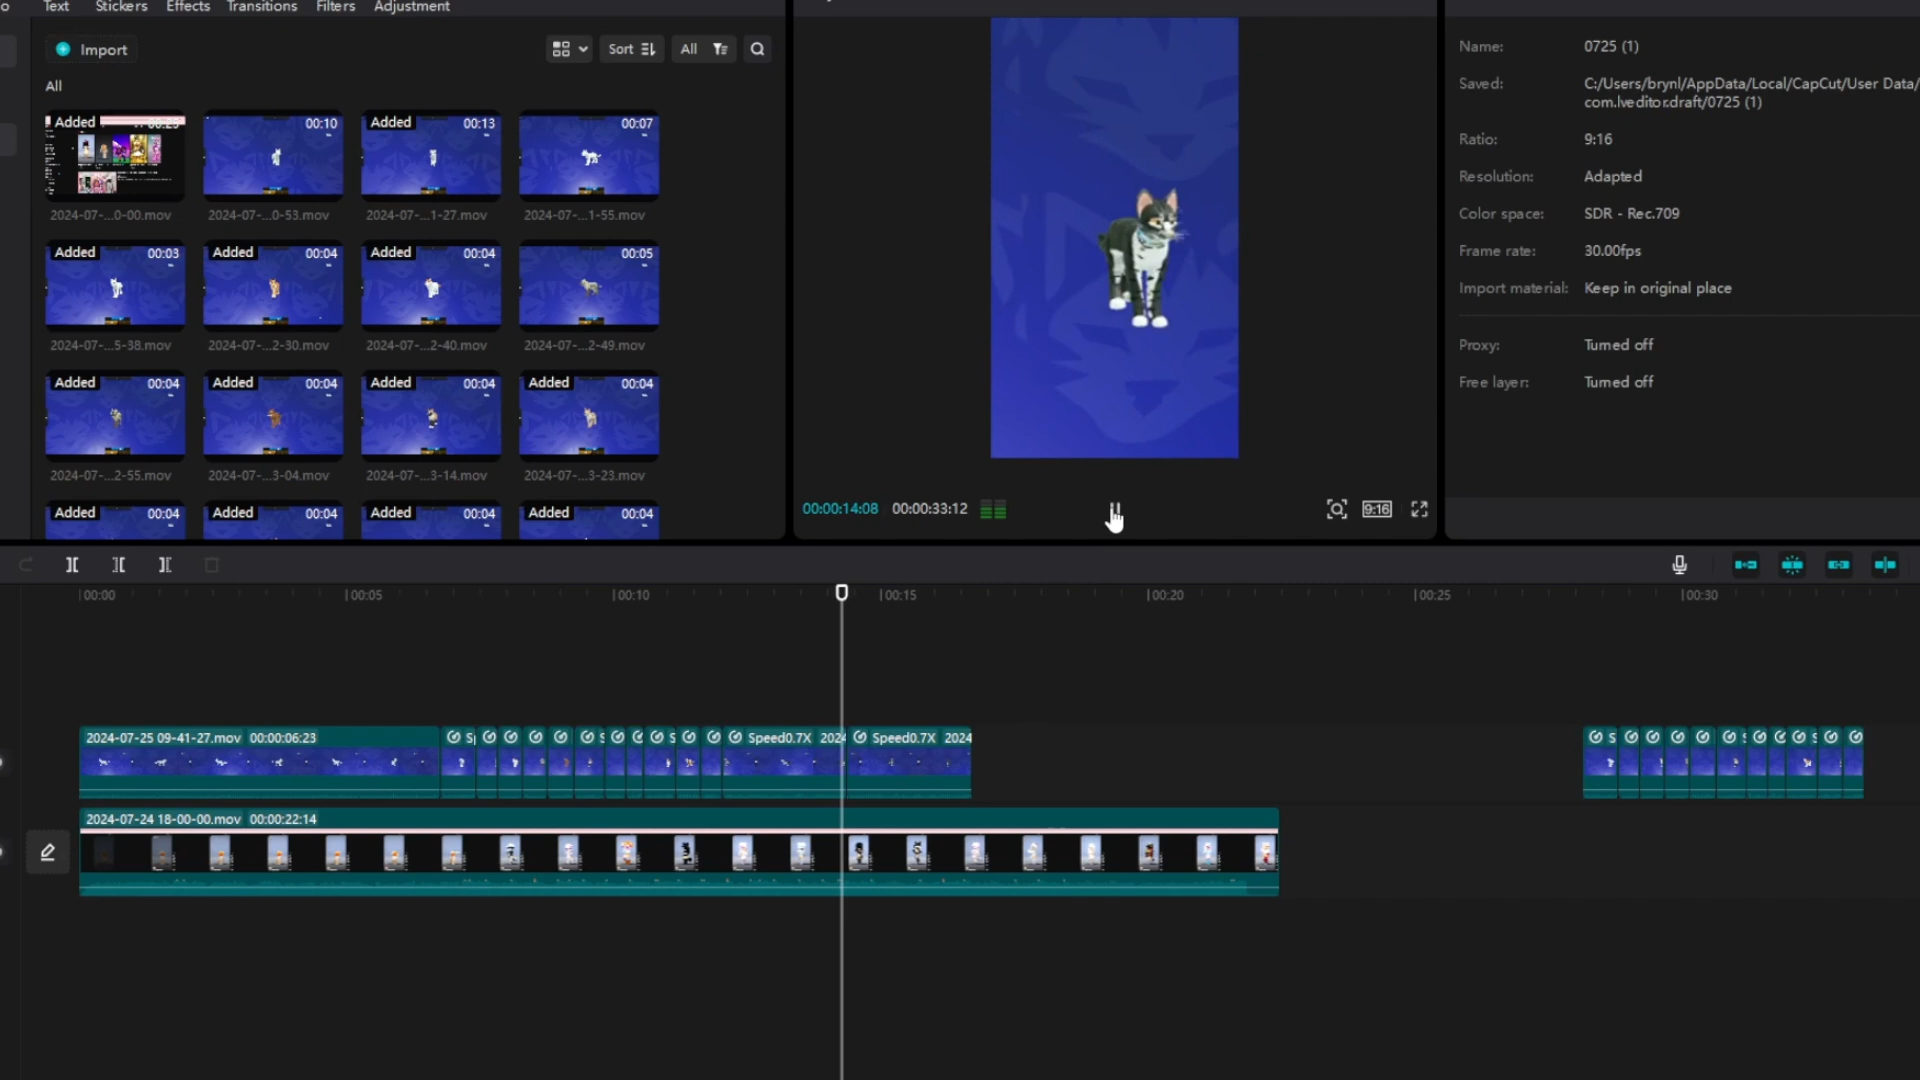 Text Stickers Effects Transitions Filters Adjustment
Import
Sort
All
All
Added
00:10
Added 00:13
00:07
2024-07-...0-00.mov
2024-07-...0-53.mov
2024-07-...1-27.mov
2024-07-...1-55.mov
Added 00:03
Added 00:04
Added 00:04
00:05
2024-07-...5-38.mov
2024-07-...2-30.mov
2024-07-...2-40.mov
2024-07-...2-49.mov
Added 00:04
Added 00:04
Added 00:04
Added 00:04
2024-07-...2-55.mov
2024-07-...3-04.mov
2024-07-...3-14.mov
2024-07-...3-23.mov
Added 00:04
Added 00:04
Added 00:04
Added 00:04
00:00:14:08 00:00:33:12
9:16
Name: 0725 (1)
Saved: C:/Users/brynl/AppData/Local/CapCut/User Data/
com.lveditor.draft/0725 (1)
Ratio: 9:16
Resolution: Adapted
Color space: SDR - Rec.709
Frame rate: 30.00fps
Import material: Keep in original place
Proxy: Turned off
Free layer: Turned off
00:00 00:05 00:10 00:15 00:20 00:25 00:30
2024-07-25 09-41-27.mov 00:00:06:23
Speed0.7X 2024
Speed0.7X 2024
2024-07-24 18-00-00.mov 00:00:22:14